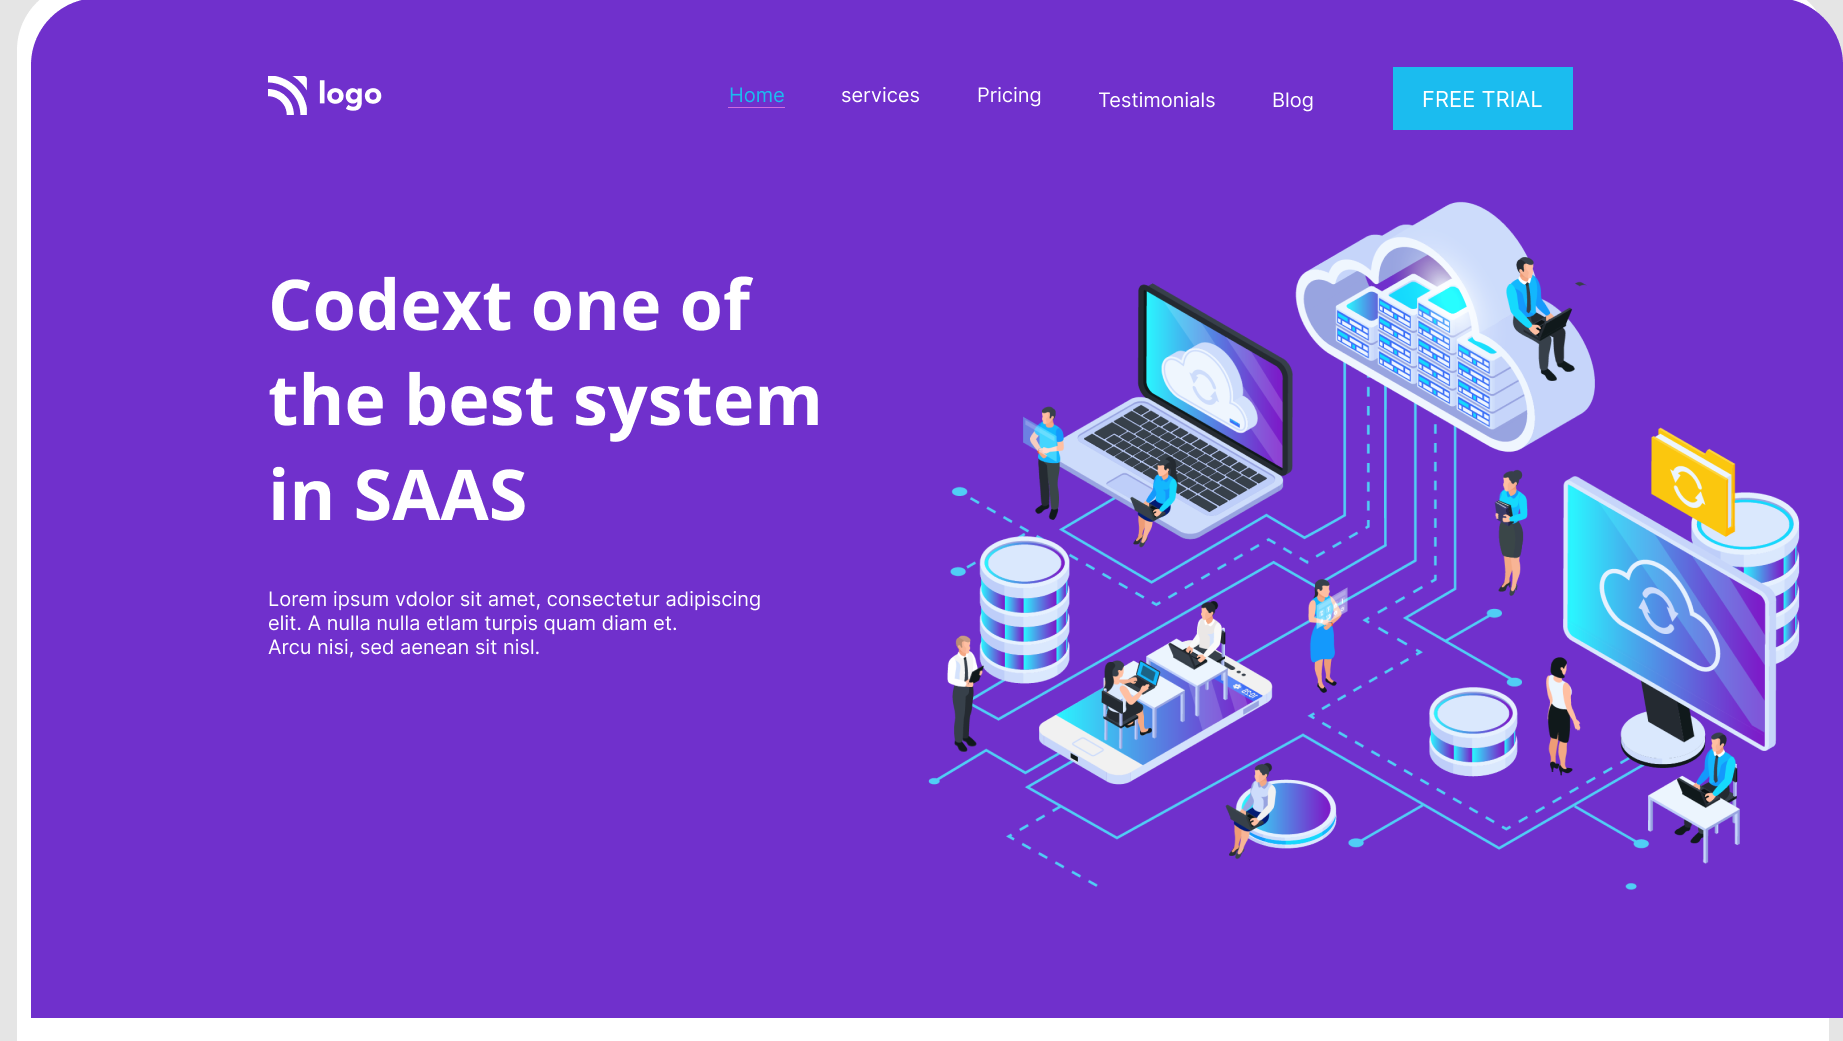 logo
Home services Pricing Testimonials Blog FREE TRIAL
Codext one of
the best system
in SAAS
Lorem ipsum vdolor sit amet, consectetur adipiscing
elit. A nulla nulla etlam turpis quam diam et.
Arcu nisi, sed aenean sit nisl.